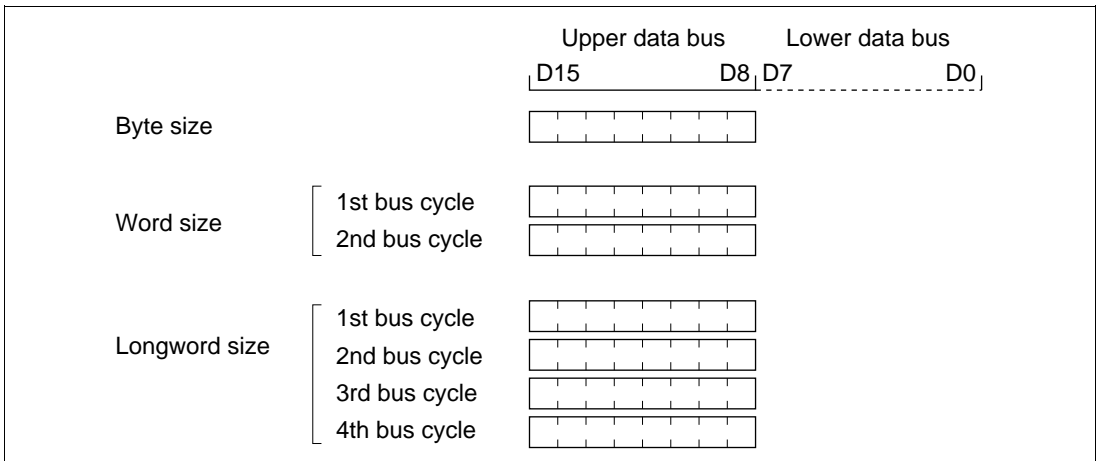 Upper data bus Lower data bus
D15 D8 D7 D0
Byte size
Word size
1st bus cycle
2nd bus cycle
Longword size
1st bus cycle
2nd bus cycle
3rd bus cycle
4th bus cycle